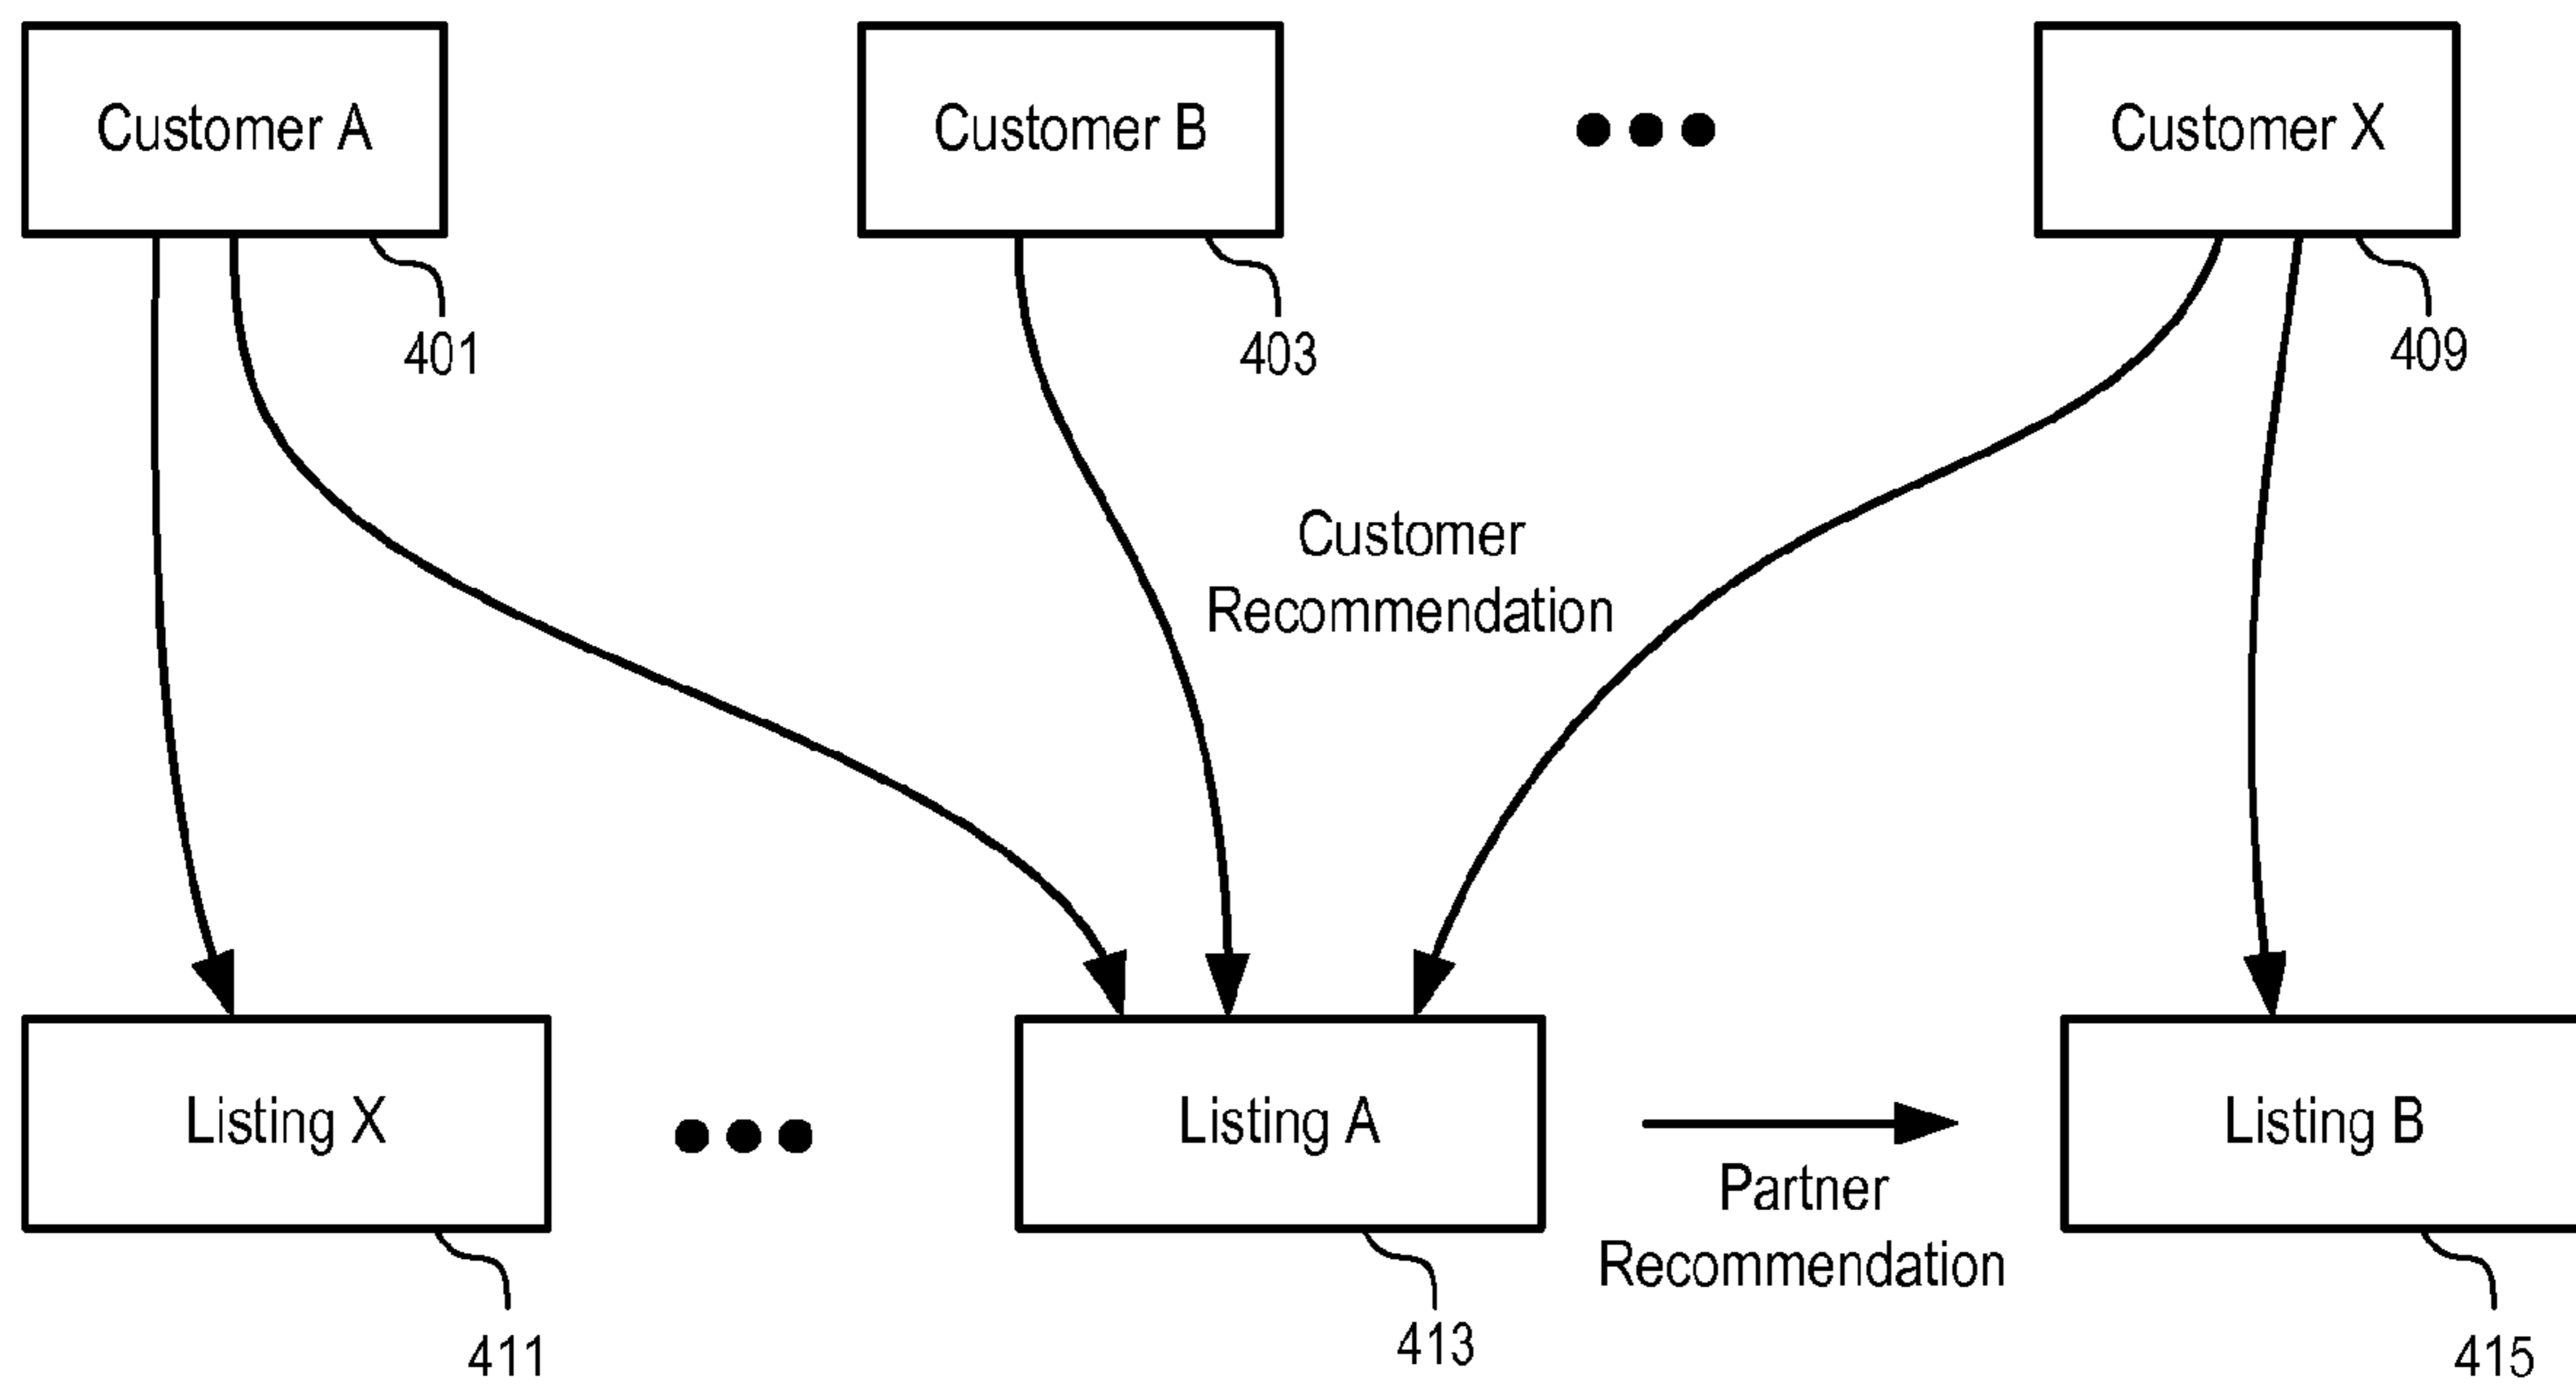 Customer A
Customer B
Customer X
401
403
409
Customer
Recommendation
Listing X
Listing A
Listing B
Partner
Recommendation
411
413
415